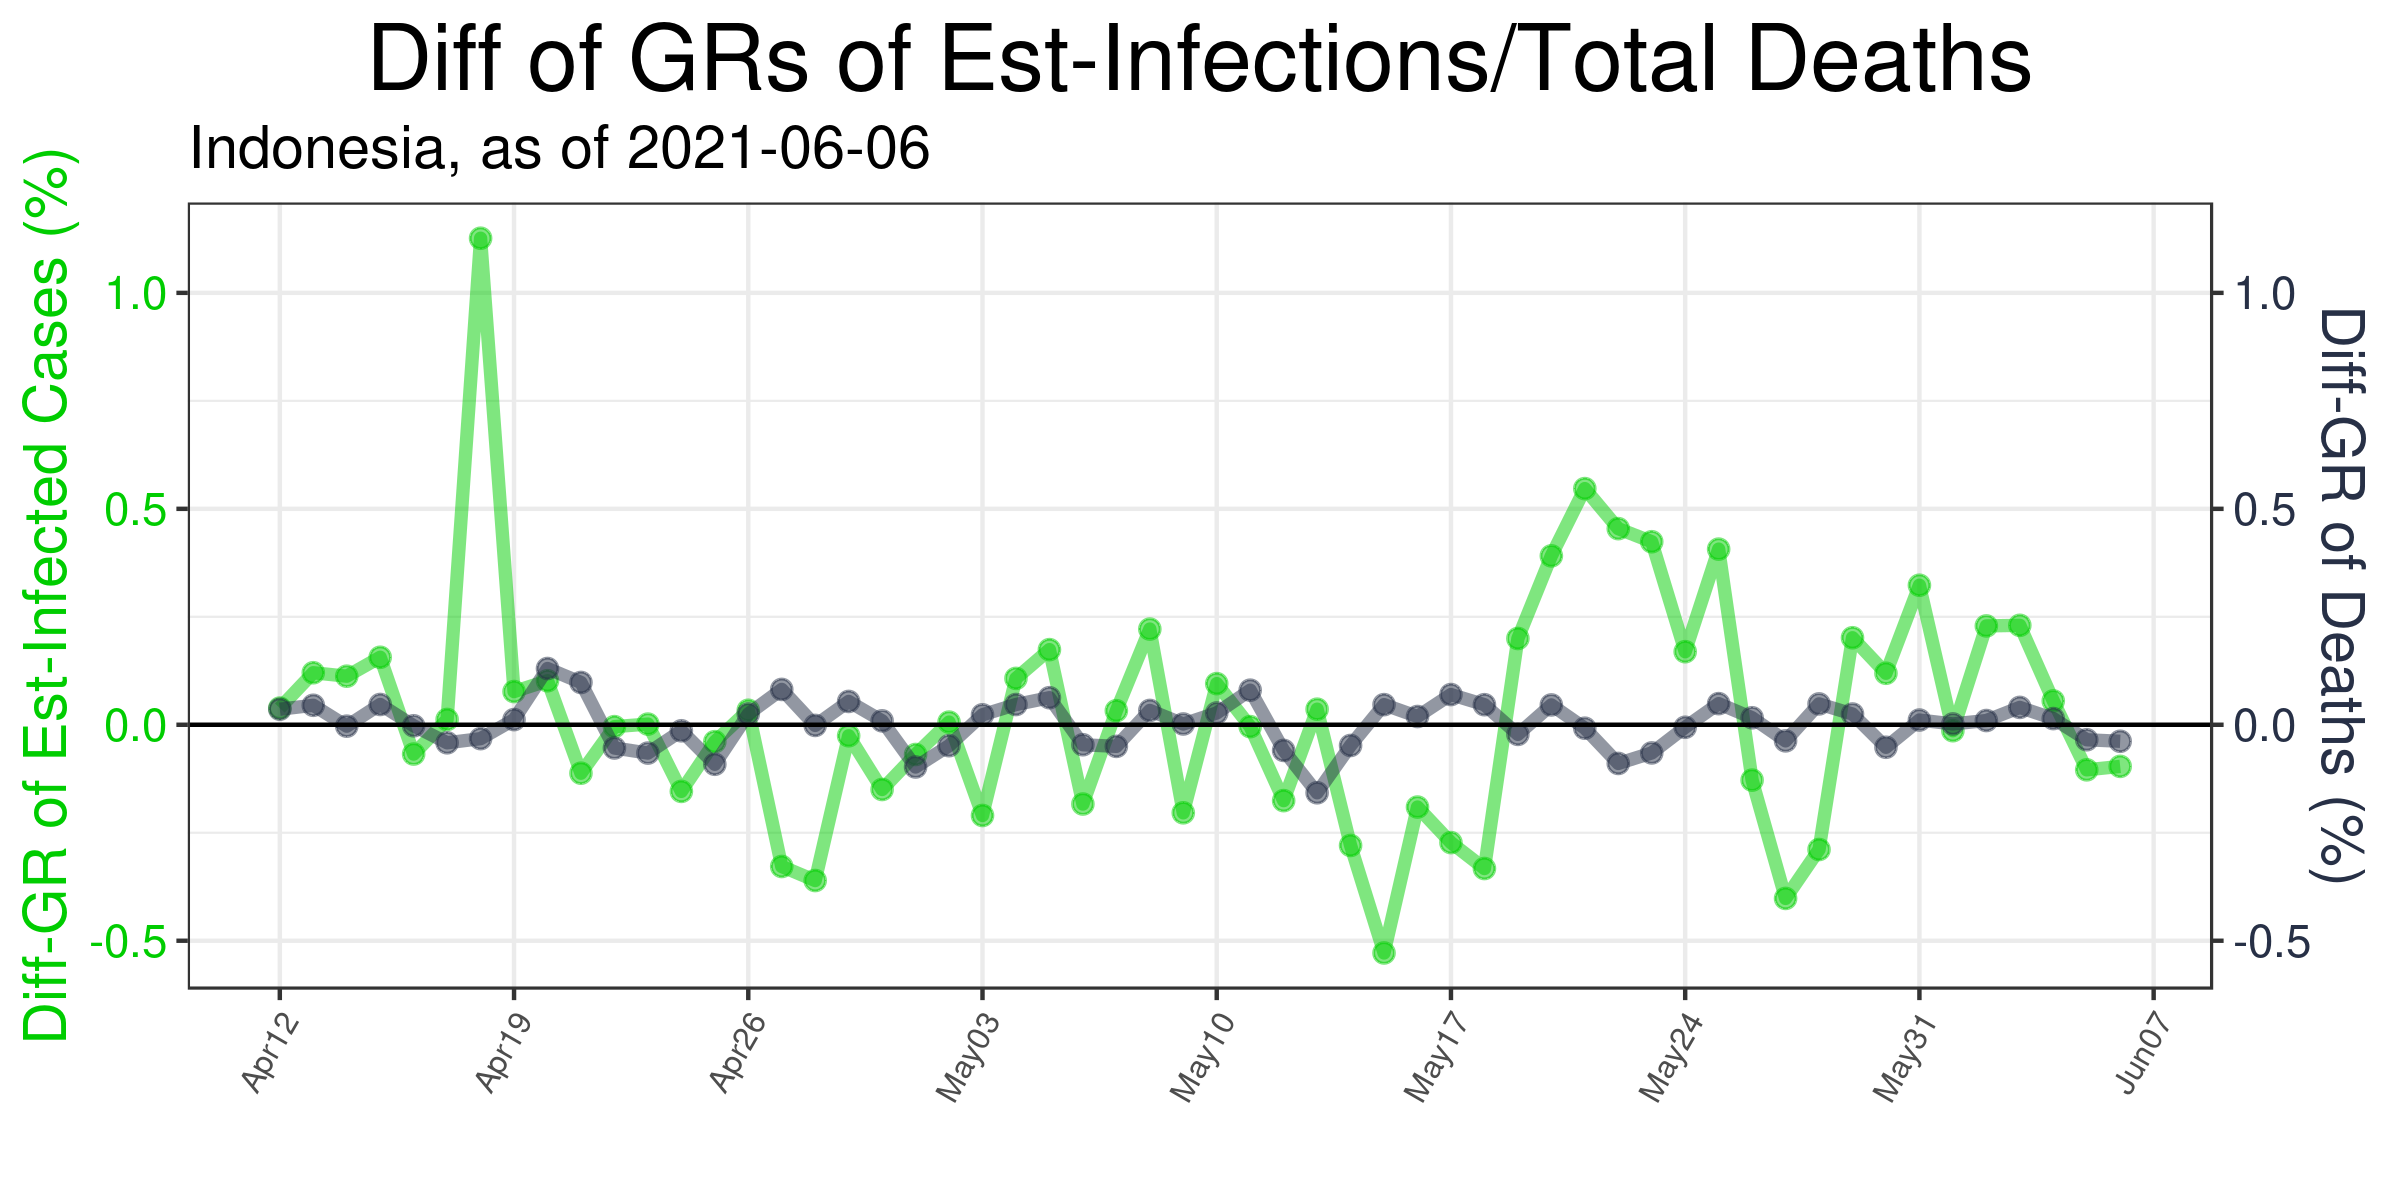 Diff of GRs of Est-Infections/Total Deaths
Indonesia, as of 2021-06-06
Diff-GR of Est-Infected Cases (%)
1.0
0.5
0.0
-0.5
1.0
0.5
0.0
-0.5
Diff-GR of Deaths (%)
Apr12
Apr19
Apr26
May03
May10
May17
May24
May31
Jun07